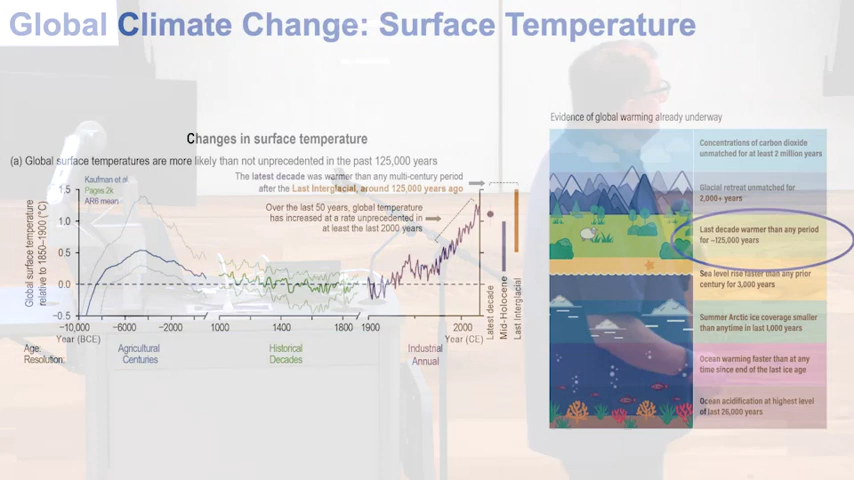 Global Climate Change: Surface Temperature
Changes in surface temperature
(a) Global surface temperatures are more likely than not unprecedented in the past 125,000 years
Kaufman et al.
Pages 2k
AR6 mean
The latest decade was warmer than any multi-century period
after the Last Interglacial, around 125,000 years ago
Over the last 50 years, global temperature
has increased at a rate unprecedented in
at least the last 2000 years
Global surface temperature
relative to 1850–1900 (°C)
1.5
1.0
0.5
0.0
−0.5
−10,000 −6000 −2000 1000 1400 1800 1900 2000
Year (BCE)
Year (CE)
Latest decade
Mid-Holocene
Last Interglacial
Age: Agricultural Historical Industrial
Resolution: Centuries Decades Annual
Evidence of global warming already underway
Concentrations of carbon dioxide
unmatched for at least 2 million years
Glacial retreat unmatched for
2,000+ years
Last decade warmer than any period
for ~125,000 years
Sea level rise faster than any prior
century for 3,000 years
Summer Arctic ice coverage smaller
than anytime in last 1,000 years
Ocean warming faster than at any
time since end of the last ice age
Ocean acidification at highest level
of last 26,000 years